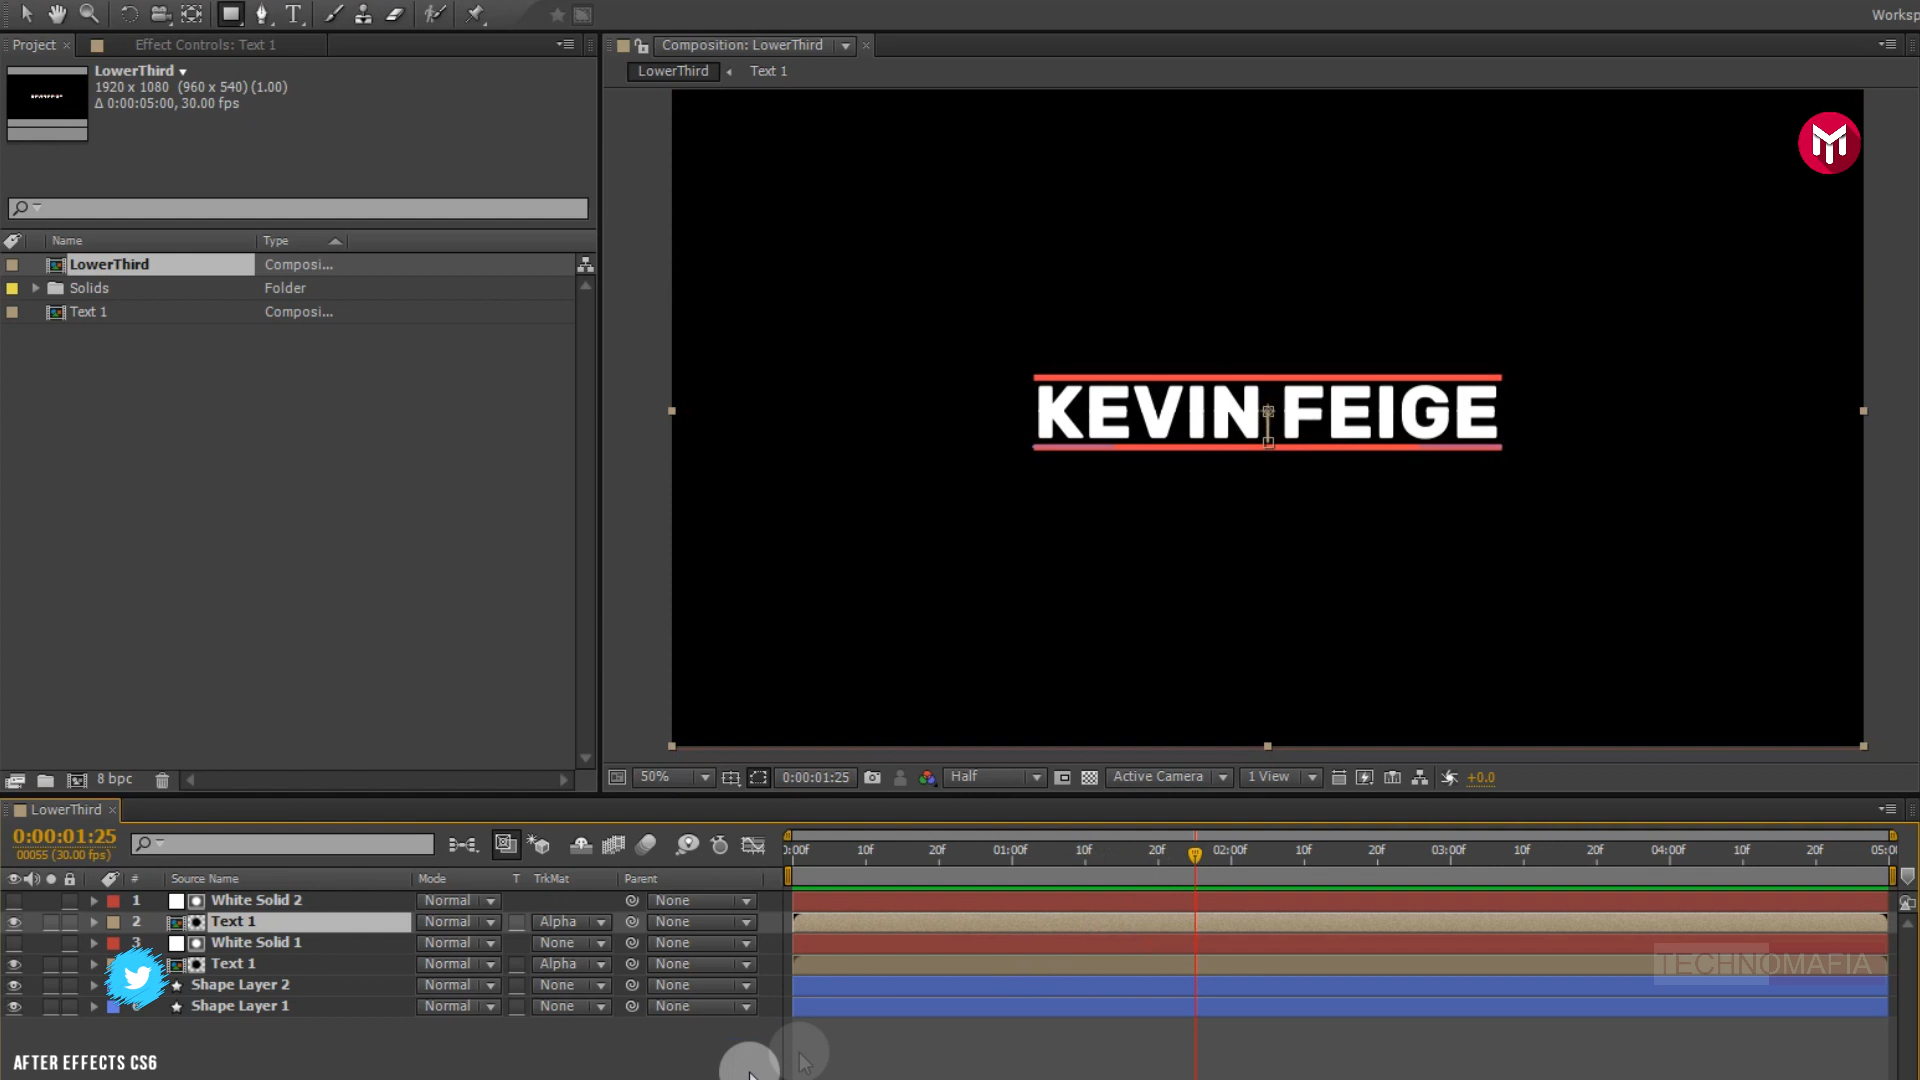 Worksp
Project ×
Effect Controls: Text 1
Composition: LowerThird
LowerThird
1920 x 1080 (960 x 540) (1.00)
Δ 0:00:05:00, 30.00 fps
LowerThird
Text 1
Name
Type
LowerThird
Composi...
Solids
Folder
Text 1
Composi...
KEVIN FEIGE
8 bpc
50%
0:00:01:25
Half
Active Camera
1 View
+0.0
LowerThird ×
0:00:01:25
00055 (30.00 fps)
0:00f 10f 20f 01:00f 10f 20f 02:00f 10f 20f 03:00f 10f 20f 04:00f 10f 20f 05:00
# Source Name Mode T TrkMat Parent
1 White Solid 2 Normal None
2 Text 1 Normal Alpha None
3 White Solid 1 Normal None None
Text 1 Normal Alpha None
Shape Layer 2 Normal None None
Shape Layer 1 Normal None None
TECHNOMAFIA
AFTER EFFECTS CS6